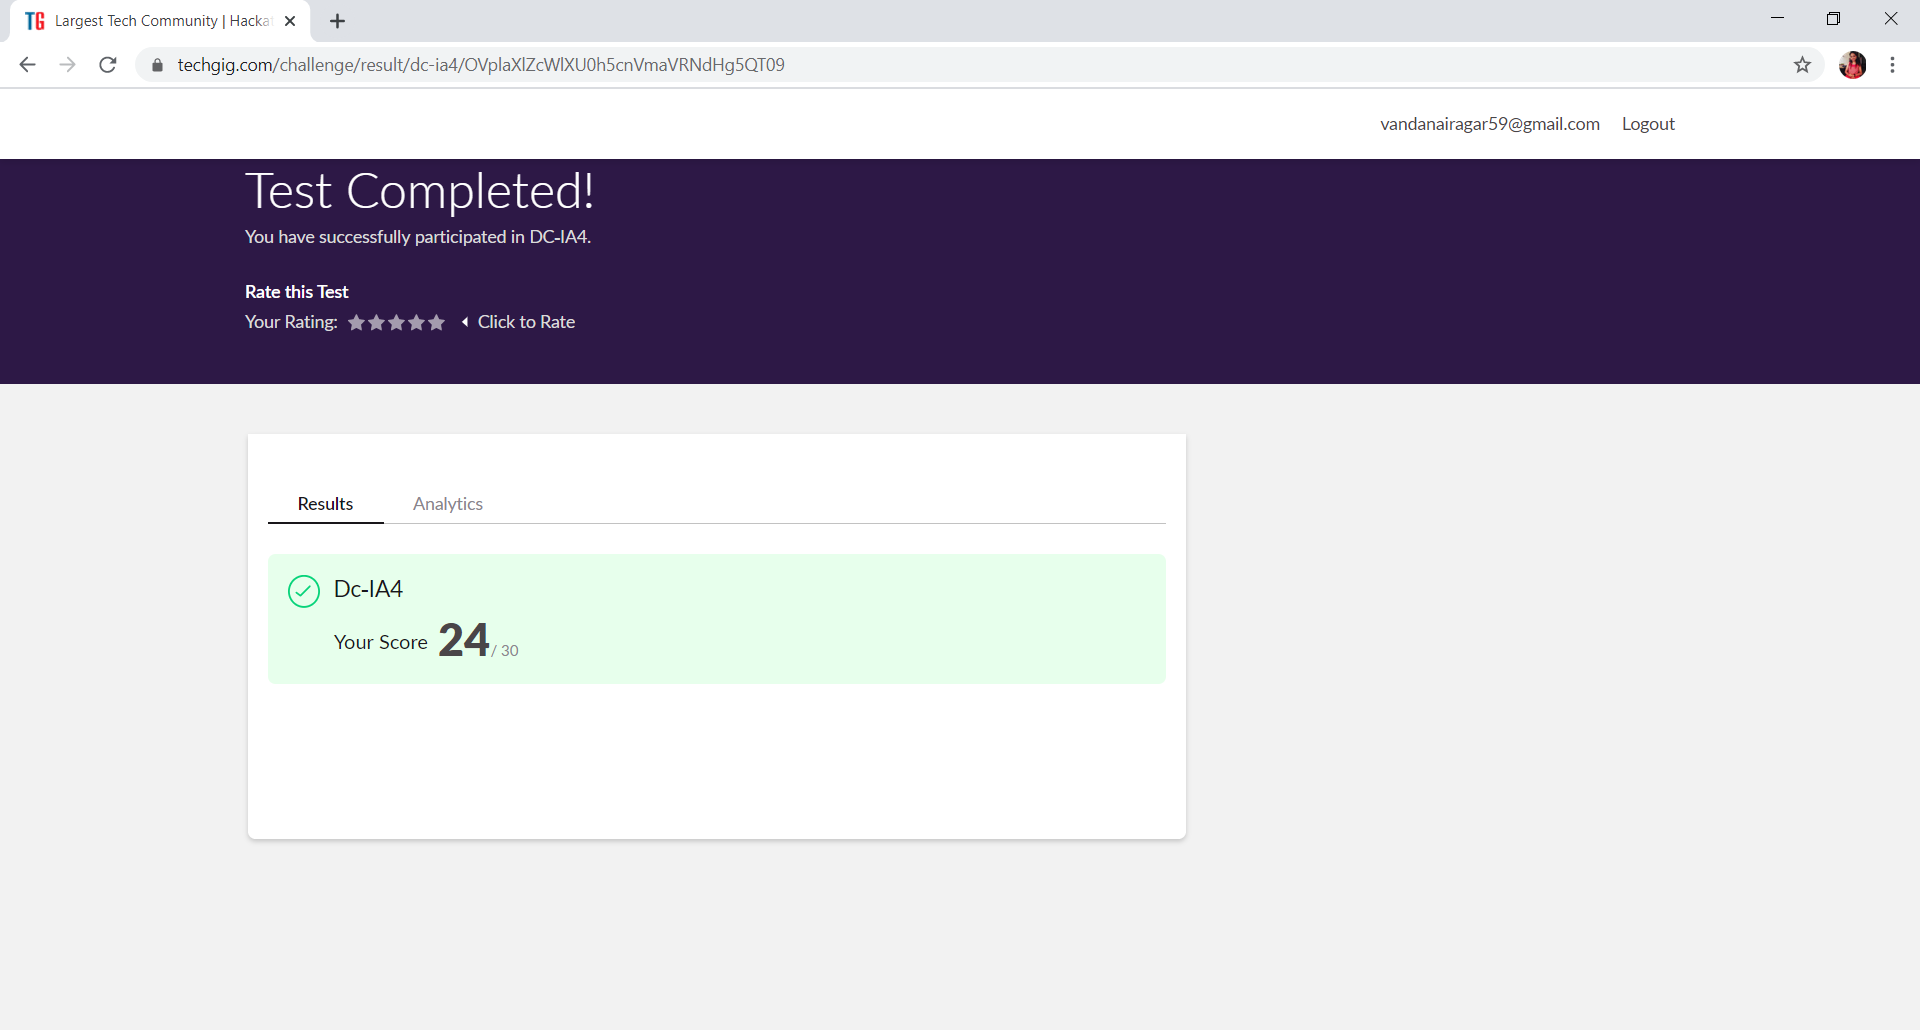 TG Largest Tech Community | Hacka
techgig.com/challenge/result/dc-ia4/OVplaXlZcWlXU0h5cnVmaVRNdHg5QT09
vandanairagar59@gmail.com Logout
Test Completed!
You have successfully participated in DC-IA4.
Rate this Test
Your Rating: Click to Rate
Results Analytics
Dc-IA4
Your Score 24 / 30